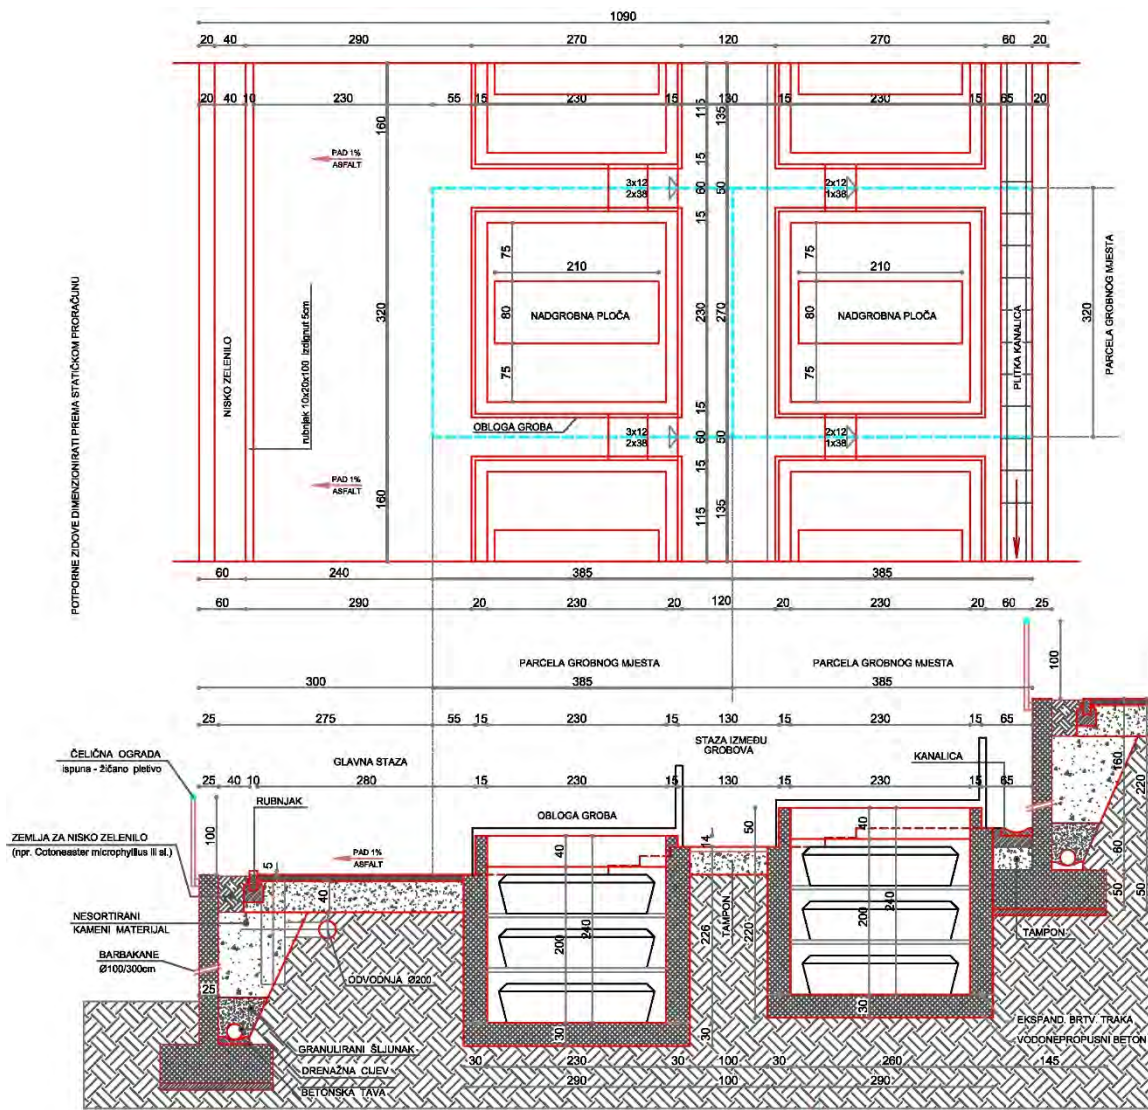 1090
20 40 290 270 120 270 60 20
20 40 10 230 55 15 230 15 130 15 230 15 65 20
160
115
135
PAD 1%
ASFALT
15
3x12
2x38
60
50
2x12
1x38
15
75
75
210
210
POTPORNE ZIDOVE DIMENZIONIRATI PREMA STATIČKOM PRORAČUNU
NISKO ZELENILO
rubnjak 10x20x100 izdignut 5cm
320
80
NADGROBNA PLOČA
230
270
80
NADGROBNA PLOČA
PLITKA KANALICA
320
PARCELA GROBNOG MJESTA
75
75
15
OBLOGA GROBA
3x12
2x38
60
50
2x12
1x38
15
PAD 1%
ASFALT
160
115
135
60 240 385 385
60 290 20 230 20 120 20 230 20 60 25
100
PARCELA GROBNOG MJESTA PARCELA GROBNOG MJESTA
300 385 385
25 275 55 15 230 15 130 15 230 15 65
STAZA IZMEĐU
GROBOVA
KANALICA
ČELIČNA OGRADA
ispuna - žičano pletivo
GLAVNA STAZA
25 40 10 280 15 230 15 130 15 230 15 65
160
220
RUBNJAK
OBLOGA GROBA
100
ZEMLJA ZA NISKO ZELENILO
(npr. Cotoneaster microphyllus ili sl.)
PAD 1%
ASFALT
5
40
40
14
50
40
60
50
50
NESORTIRANI
KAMENI MATERIJAL
200
240
226
TAMPON
220
200
240
TAMPON
BARBAKANE
Ø100/300cm
ODVODNJA Ø200
25
30
30
30
EKSPAND. BRTV. TRAKA
VODONEPROPUSNI BETON
GRANULIRANI ŠLJUNAK
DRENAŽNA CIJEV
BETONSKA TAVA
30 230 30 100 30 260 145
290 100 290